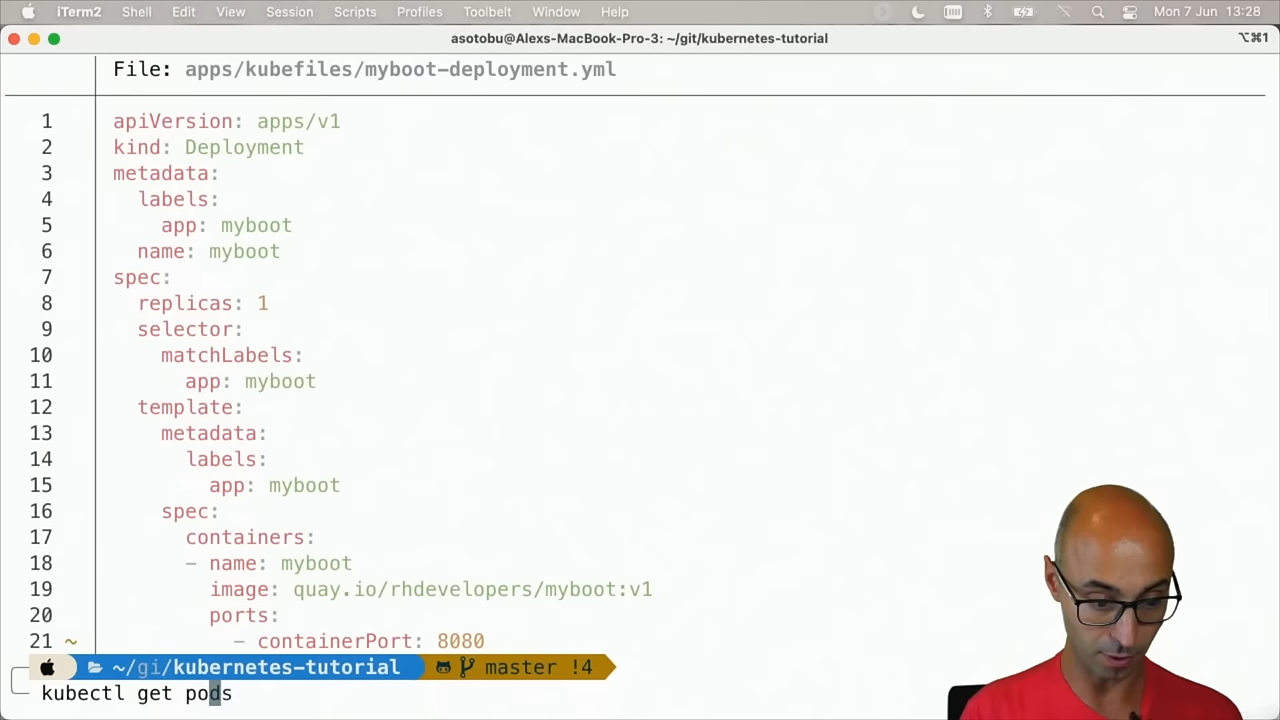 iTerm2 Shell Edit View Session Scripts Profiles Toolbelt Window Help Mon 7 Jun 13:28
asotobu@Alexs-MacBook-Pro-3: ~/git/kubernetes-tutorial ⌥⌘1
File: apps/kubefiles/myboot-deployment.yml
1 apiVersion: apps/v1
2 kind: Deployment
3 metadata:
4   labels:
5     app: myboot
6   name: myboot
7 spec:
8   replicas: 1
9   selector:
10     matchLabels:
11       app: myboot
12   template:
13     metadata:
14       labels:
15         app: myboot
16     spec:
17       containers:
18       - name: myboot
19         image: quay.io/rhdevelopers/myboot:v1
20         ports:
21 ~           - containerPort: 8080
~/gi/kubernetes-tutorial master !4
kubectl get pods